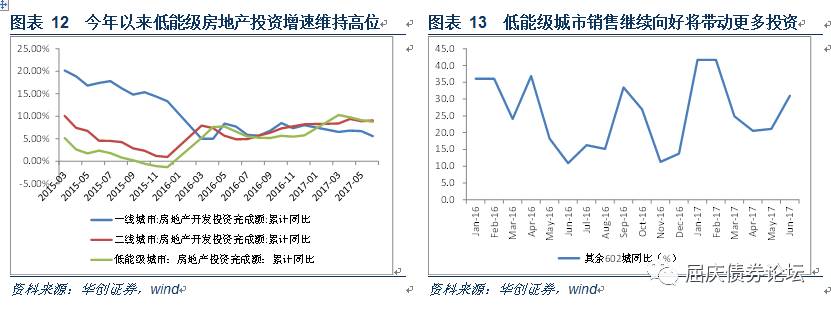 图表 12  今年以来低能级房地产投资增速维持高位
25.00%
20.00%
15.00%
10.00%
5.00%
0.00%
-5.00%
2015-03
2015-05
2015-07
2015-09
2015-11
2016-01
2016-03
2016-05
2016-07
2016-09
2016-11
2017-01
2017-03
2017-05
一线城市:房地产开发投资完成额:累计同比
二线城市:房地产开发投资完成额:累计同比
低能级城市：房地产投资完成额：累计同比
资料来源：华创证券，wind
图表 13  低能级城市销售继续向好将带动更多投资
45.0
40.0
35.0
30.0
25.0
20.0
15.0
10.0
5.0
0.0
Jan-16
Feb-16
Mar-16
Apr-16
May-16
Jun-16
Jul-16
Aug-16
Sep-16
Oct-16
Nov-16
Dec-16
Jan-17
Feb-17
Mar-17
Apr-17
May-17
Jun-17
其余602城同比（%）
资料来源：华创证券，wind
屈庆债券论坛